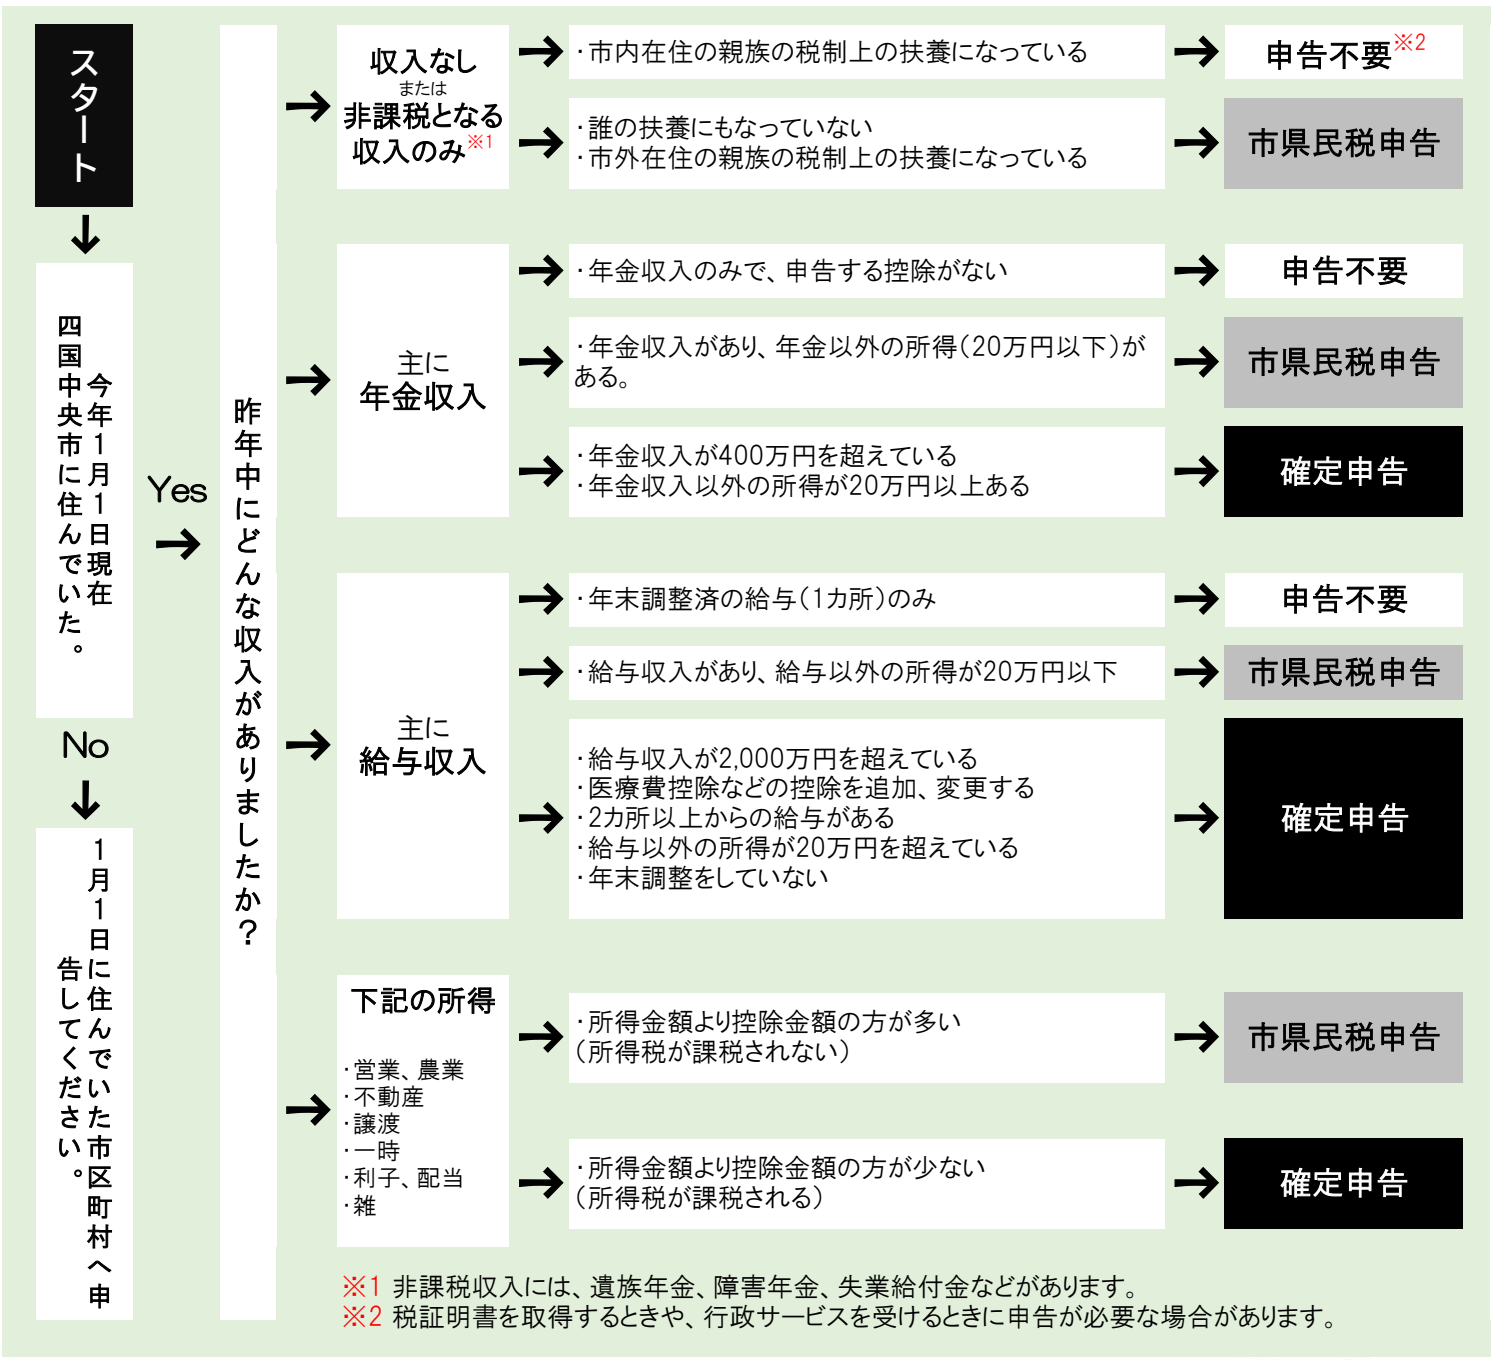 スタート
今年1月1日現在
四国中央市に住んでいた。
Yes
No
1月1日に住んでいた市区町村へ申
告してください。
昨年中にどんな収入がありましたか?
収入なし
または
非課税となる
収入のみ※1
・市内在住の親族の税制上の扶養になっている
申告不要※2
・誰の扶養にもなっていない
・市外在住の親族の税制上の扶養になっている
市県民税申告
主に
年金収入
・年金収入のみで、申告する控除がない
申告不要
・年金収入があり、年金以外の所得(20万円以下)が
ある。
市県民税申告
・年金収入が400万円を超えている
・年金収入以外の所得が20万円以上ある
確定申告
主に
給与収入
・年末調整済の給与(1カ所)のみ
申告不要
・給与収入があり、給与以外の所得が20万円以下
市県民税申告
・給与収入が2,000万円を超えている
・医療費控除などの控除を追加、変更する
・2カ所以上からの給与がある
・給与以外の所得が20万円を超えている
・年末調整をしていない
確定申告
下記の所得
・営業、農業
・不動産
・譲渡
・一時
・利子、配当
・雑
・所得金額より控除金額の方が多い
(所得税が課税されない)
市県民税申告
・所得金額より控除金額の方が少ない
(所得税が課税される)
確定申告
※1 非課税収入には、遺族年金、障害年金、失業給付金などがあります。
※2 税証明書を取得するときや、行政サービスを受けるときに申告が必要な場合があります。